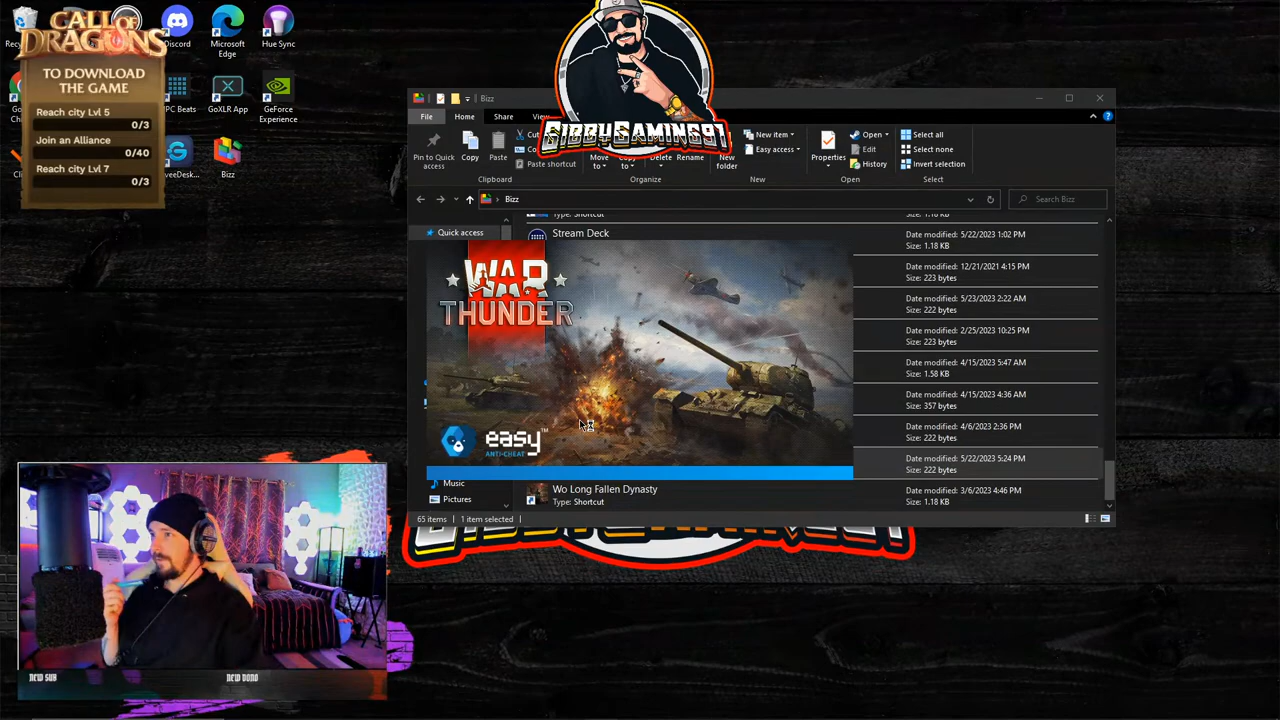 CALL OF
DRAGONS
TO DOWNLOAD
THE GAME
Reach city Lvl 5
0/3
Join an Alliance
0/40
Reach city Lvl 7
0/3
Discord
Microsoft
Edge
Hue Sync
PC Beats
GoXLR App
GeForce
Experience
Bizz
GIBBYGAMING91
Bizz
File
Home
Share
View
Pin to Quick
access
Copy
Paste
Paste shortcut
Clipboard
Move
to
Copy
to
Delete
Rename
Organize
New
folder
New item
Easy access
New
Properties
Open
Edit
History
Open
Select all
Select none
Invert selection
Select
Bizz
Search Bizz
Quick access
Type: Shortcut
Stream Deck
Date modified: 5/22/2023 1:02 PM
Size: 1.18 KB
Date modified: 12/21/2021 4:15 PM
Size: 223 bytes
Date modified: 5/23/2023 2:22 AM
Size: 222 bytes
Date modified: 2/25/2023 10:25 PM
Size: 223 bytes
Date modified: 4/15/2023 5:47 AM
Size: 1.58 KB
Date modified: 4/15/2023 4:36 AM
Size: 357 bytes
Date modified: 4/6/2023 2:36 PM
Size: 222 bytes
Date modified: 5/22/2023 5:24 PM
Size: 222 bytes
WAR
THUNDER
easy™
ANTI-CHEAT
Music
Pictures
Wo Long Fallen Dynasty
Type: Shortcut
Date modified: 3/6/2023 4:46 PM
Size: 1.18 KB
65 items
1 item selected
NEW SUB
NEW DONO